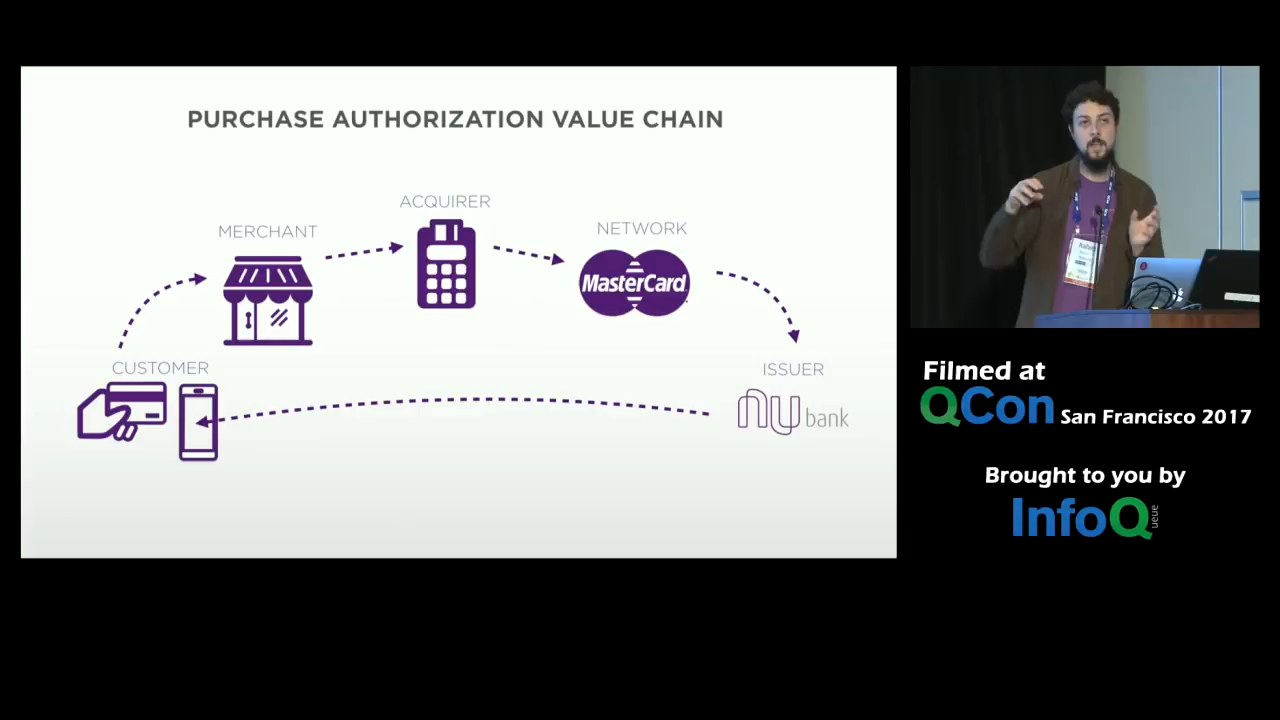 PURCHASE AUTHORIZATION VALUE CHAIN
ACQUIRER
MERCHANT
NETWORK
MasterCard
CUSTOMER
ISSUER
nu bank
Filmed at
QCon San Francisco 2017
Brought to you by
InfoQ
ueue